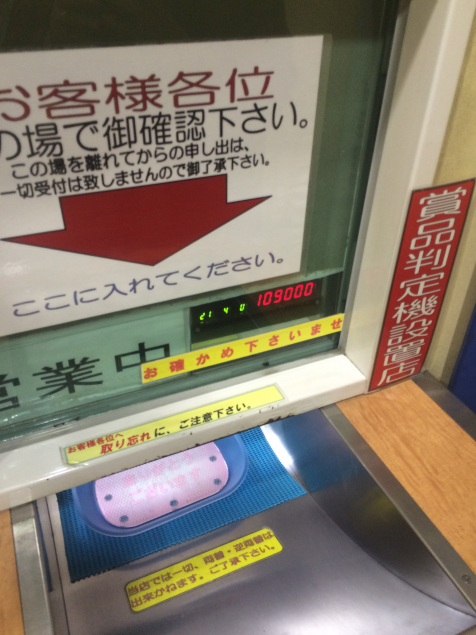 お客様各位
の場で御確認下さい。
この場を離れてからの申し出は、
一切受付は致しませんので御了承下さい。
ここに入れてください。
21 4 0 109000
お確かめ下さいませ
営業中
賞品判定機設置店
お客様各位へ
取り忘れに、ご注意下さい。
当店では一切、両替・逆両替は
出来かねます。ご了承下さい。